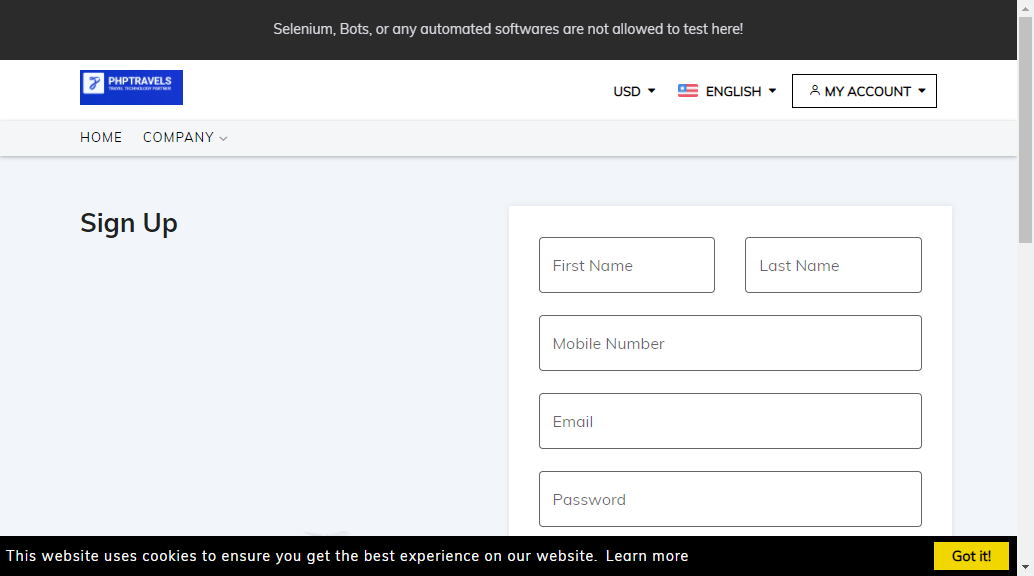 Selenium, Bots, or any automated softwares are not allowed to test here!
PHPTRAVELS
TRAVEL TECHNOLOGY PARTNER
USD
ENGLISH
MY ACCOUNT
HOME
COMPANY
Sign Up
First Name
Last Name
Mobile Number
Email
Password
This website uses cookies to ensure you get the best experience on our website. Learn more
Got it!